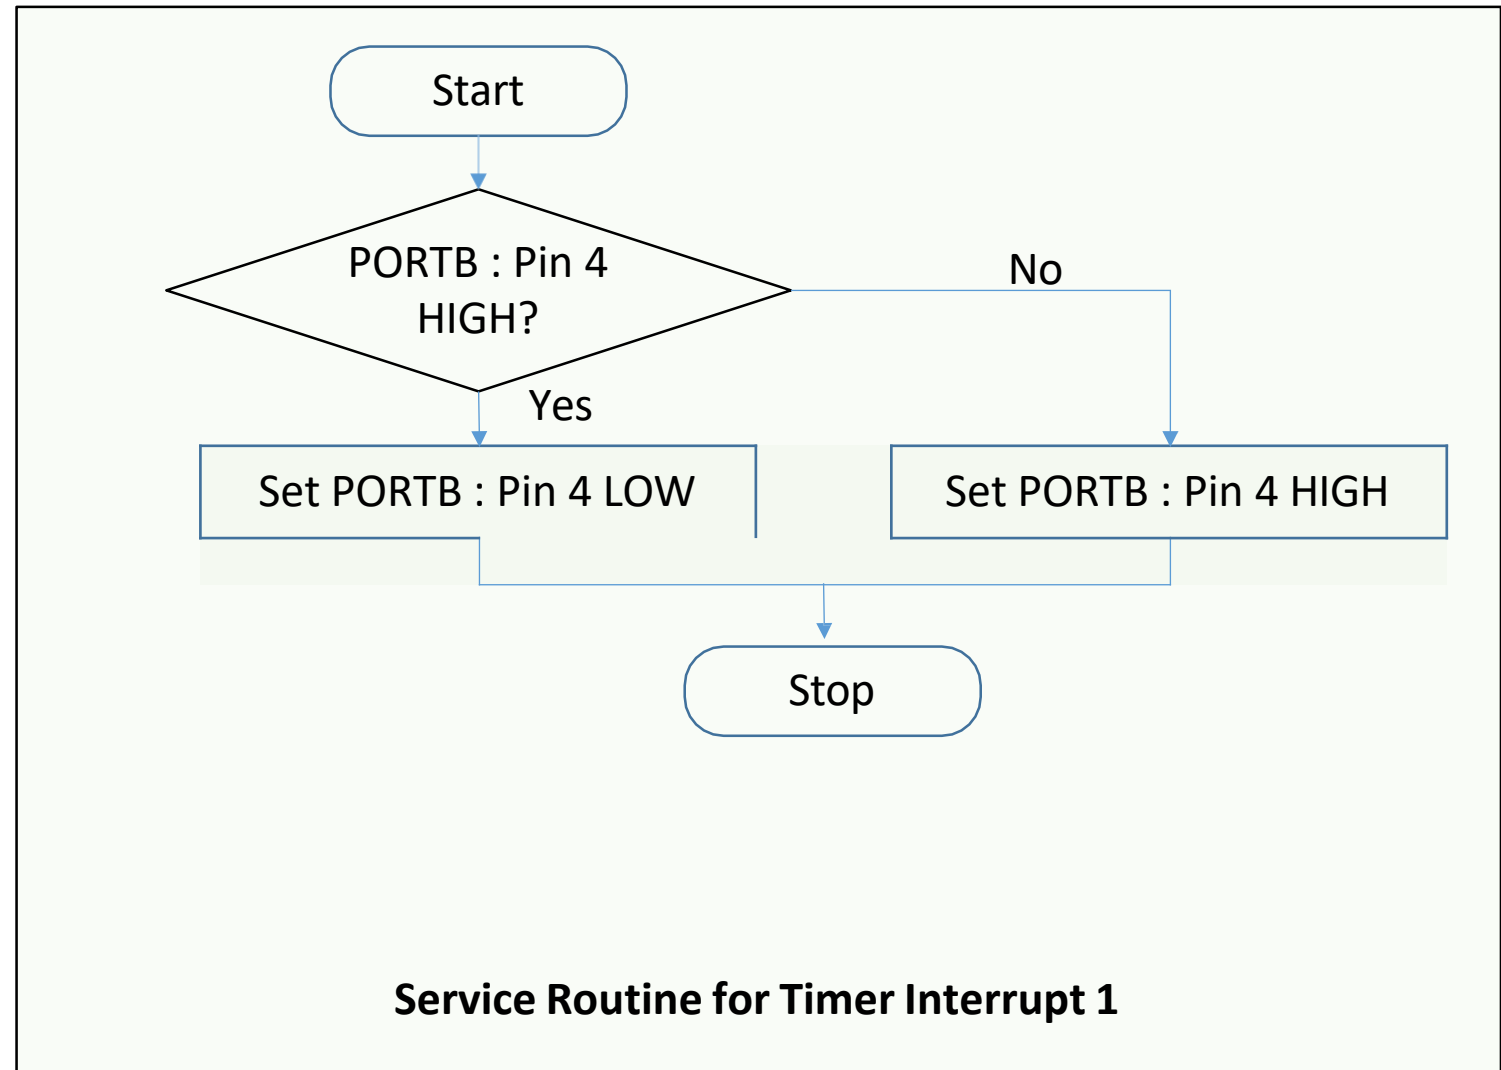 Start
PORTB : Pin 4
HIGH?
No
Yes
Set PORTB : Pin 4 LOW
Set PORTB : Pin 4 HIGH
Stop
Service Routine for Timer Interrupt 1